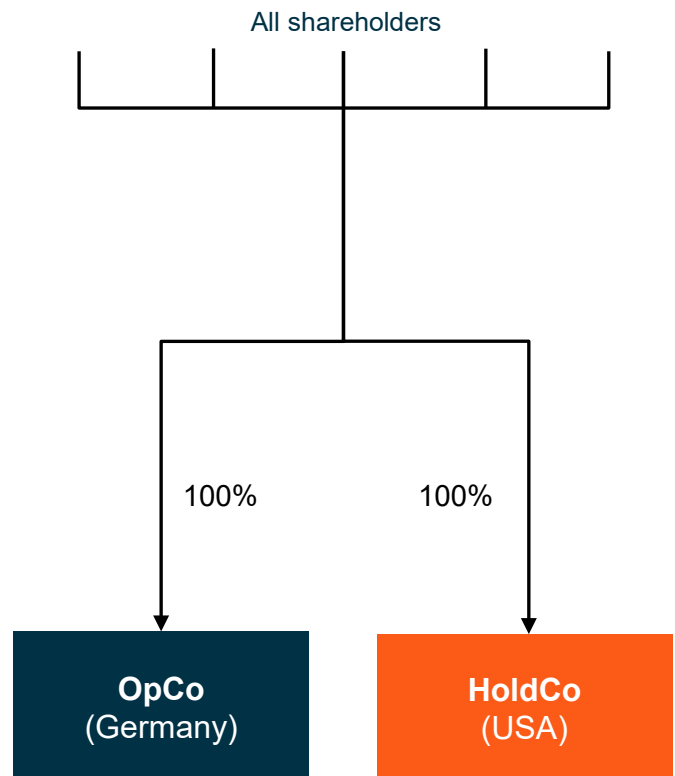 All shareholders
100%
100%
OpCo
(Germany)
HoldCo
(USA)